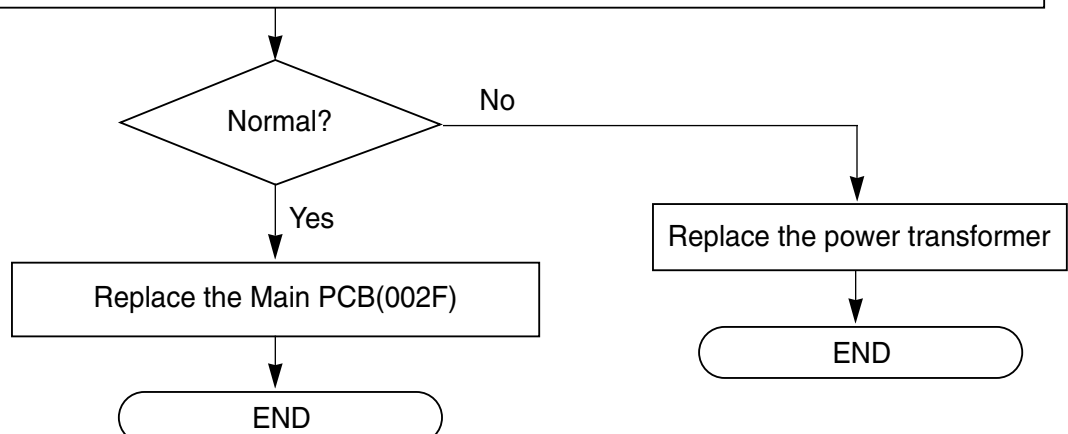 Normal?
No
Yes
Replace the power transformer
Replace the Main PCB(002F)
END
END